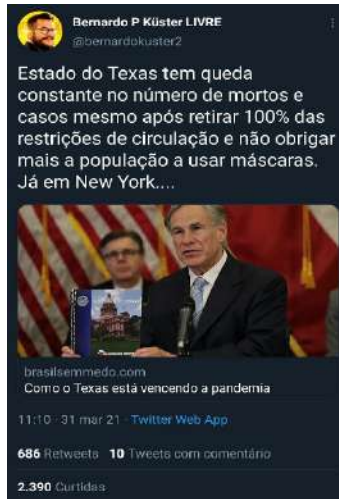 Bernardo P Küster LIVRE
@bernardokuster2
Estado do Texas tem queda
constante no número de mortos e
casos mesmo após retirar 100% das
restrições de circulação e não obrigar
mais a população a usar máscaras.
Já em New York....
brasilsemmedo.com
Como o Texas está vencendo a pandemia
11:10 · 31 mar 21 · Twitter Web App
686 Retweets 10 Tweets com comentário
2.390 Curtidas